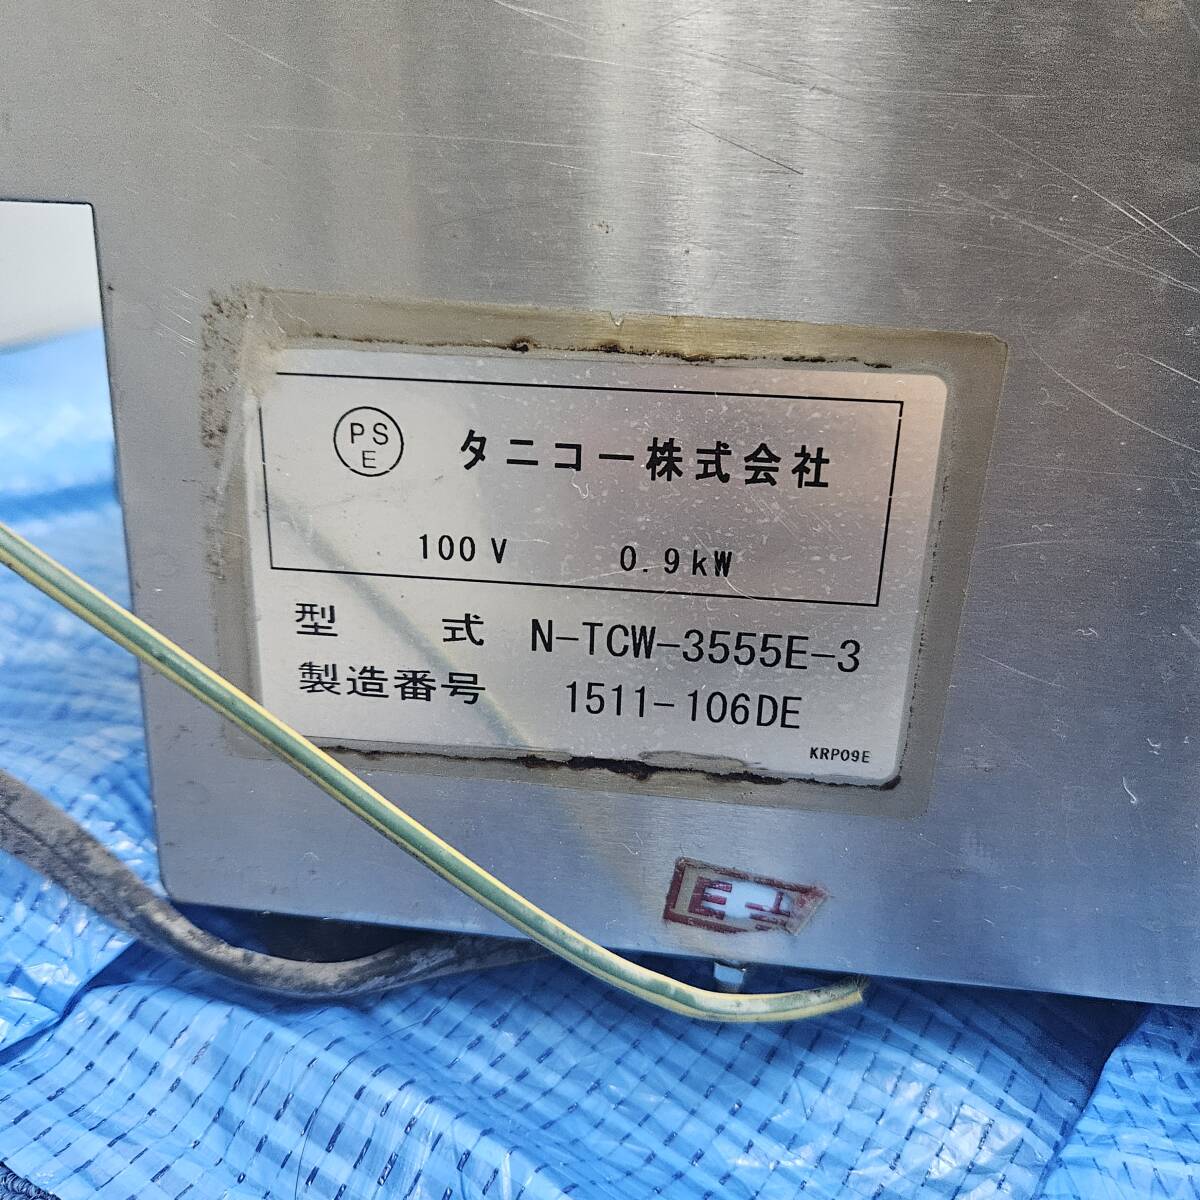 PS
E
タニコー株式会社
100V 0.9kW
型 式 N-TCW-3555E-3
製造番号 1511-106DE
KRP09E
E